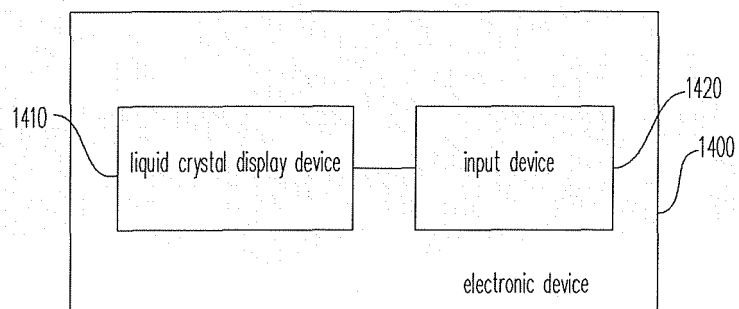 1420
1410
1400
liquid crystal display device
input device
electronic device